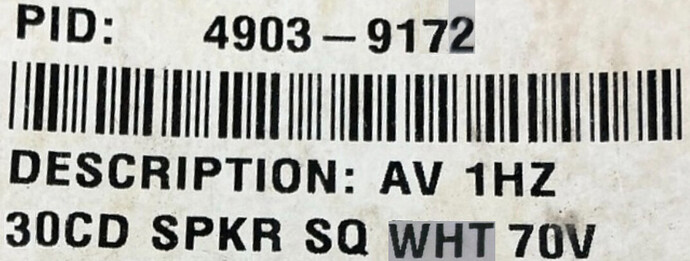 PID: 4903-9172
DESCRIPTION: AV 1HZ
30CD SPKR SQ WHT 70V